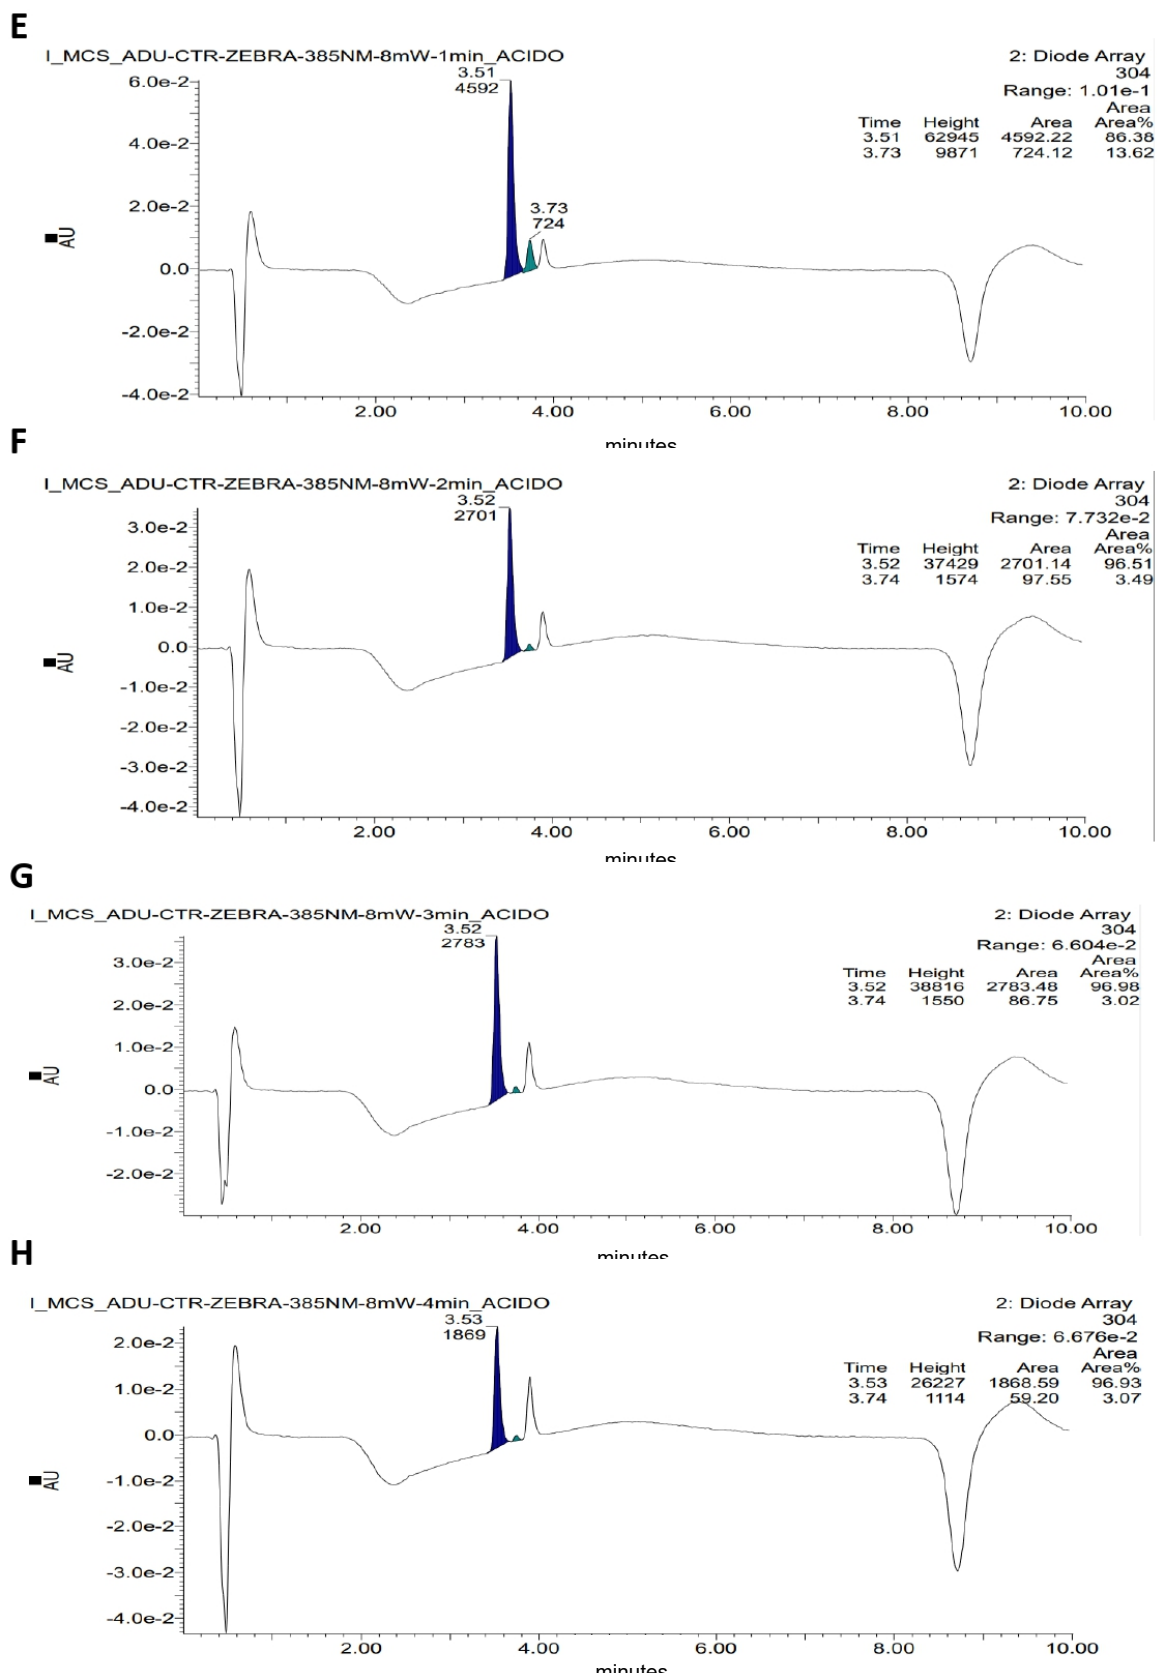 E
I_MCS_ADU-CTR-ZEBRA-385NM-8mW-1min_ACIDO
2: Diode Array
304
Range: 1.01e-1
Area
Time Height Area Area%
3.51 62945 4592.22 86.38
3.73 9871 724.12 13.62
3.51
4592
3.73
724
6.0e-2
4.0e-2
2.0e-2
0.0
-2.0e-2
-4.0e-2
AU
2.00 4.00 6.00 8.00 10.00
minutes
F
I_MCS_ADU-CTR-ZEBRA-385NM-8mW-2min_ACIDO
2: Diode Array
304
Range: 7.732e-2
Area
Time Height Area Area%
3.52 37429 2701.14 96.51
3.74 1574 97.55 3.49
3.52
2701
3.0e-2
2.0e-2
1.0e-2
0.0
-1.0e-2
-2.0e-2
-3.0e-2
-4.0e-2
AU
2.00 4.00 6.00 8.00 10.00
minutes
G
I_MCS_ADU-CTR-ZEBRA-385NM-8mW-3min_ACIDO
2: Diode Array
304
Range: 6.604e-2
Area
Time Height Area Area%
3.52 38816 2783.48 96.98
3.74 1550 86.75 3.02
3.52
2783
3.0e-2
2.0e-2
1.0e-2
0.0
-1.0e-2
-2.0e-2
AU
2.00 4.00 6.00 8.00 10.00
minutes
H
I_MCS_ADU-CTR-ZEBRA-385NM-8mW-4min_ACIDO
2: Diode Array
304
Range: 6.676e-2
Area
Time Height Area Area%
3.53 26227 1868.59 96.93
3.74 1114 59.20 3.07
3.53
1869
2.0e-2
1.0e-2
0.0
-1.0e-2
-2.0e-2
-3.0e-2
-4.0e-2
AU
2.00 4.00 6.00 8.00 10.00
minutes